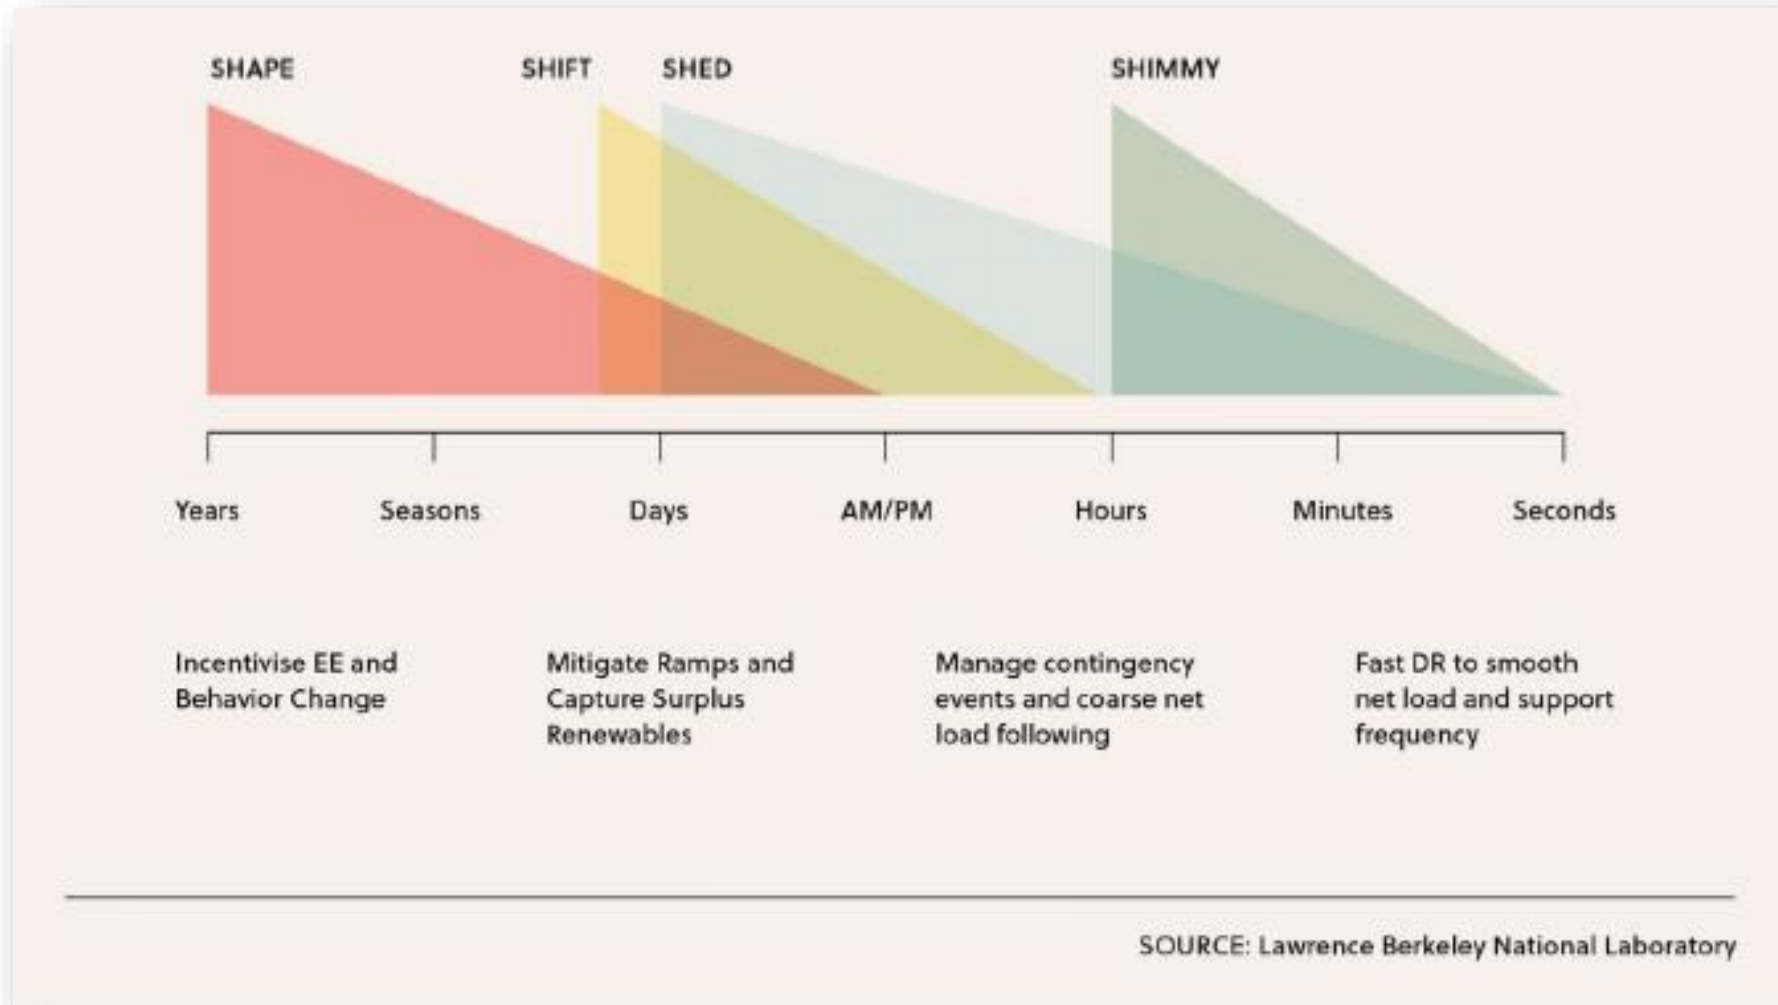 SHAPE SHIFT SHED SHIMMY
Years Seasons Days AM/PM Hours Minutes Seconds
Incentivise EE and
Behavior Change
Mitigate Ramps and
Capture Surplus
Renewables
Manage contingency
events and coarse net
load following
Fast DR to smooth
net load and support
frequency
SOURCE: Lawrence Berkeley National Laboratory